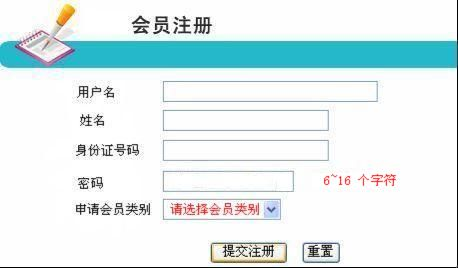 会员注册
用户名
姓名
身份证号码
密码 6~16 个字符
申请会员类别 请选择会员类别
提交注册 重置